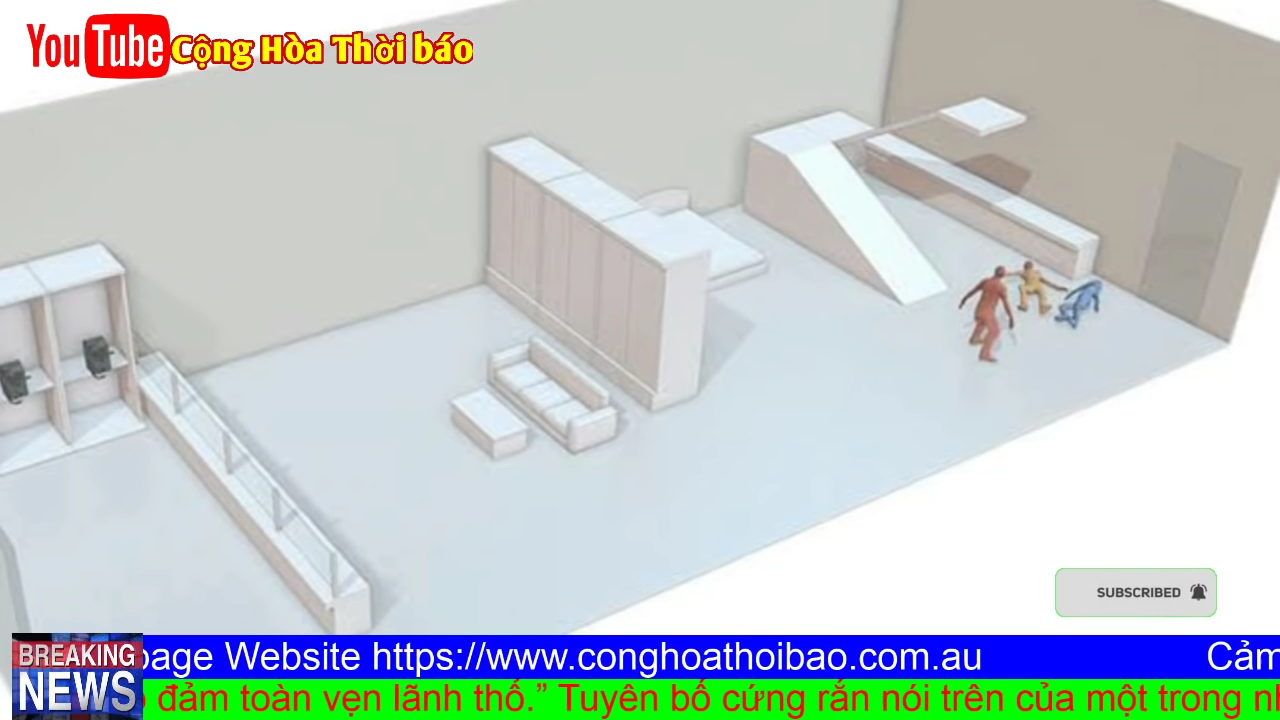 YouTube Cộng Hòa Thời báo
SUBSCRIBED
BREAKING
NEWS
page Website https://www.conghoathoibao.com.au
đảm toàn vẹn lãnh thổ.” Tuyên bố cứng rắn nói trên của một trong